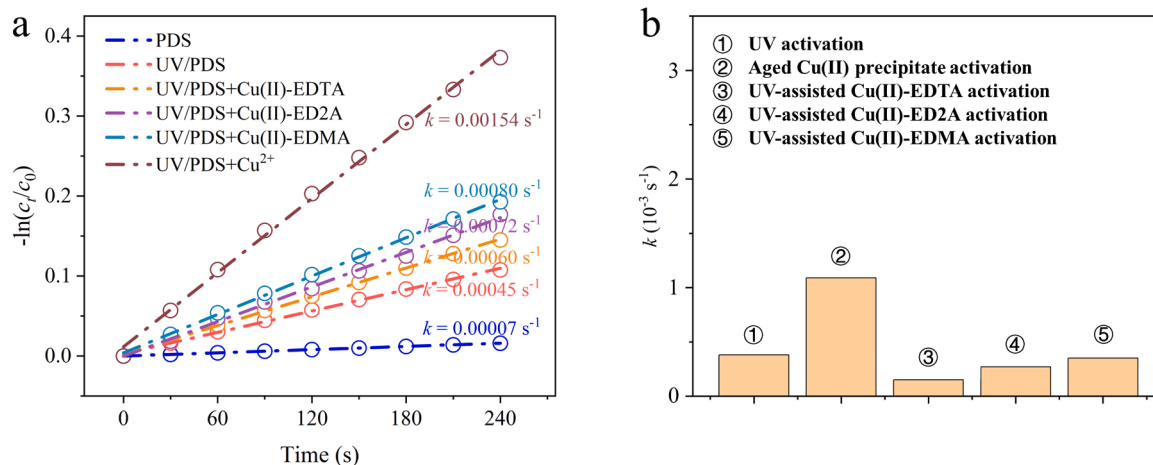 a
-ln(cₜ/c₀)
0.4
0.3
0.2
0.1
0.0
PDS
UV/PDS
UV/PDS+Cu(II)-EDTA
UV/PDS+Cu(II)-ED2A
UV/PDS+Cu(II)-EDMA
UV/PDS+Cu²⁺
k = 0.00154 s⁻¹
k = 0.00080 s⁻¹
k = 0.00072 s⁻¹
k = 0.00060 s⁻¹
k = 0.00045 s⁻¹
k = 0.00007 s⁻¹
0 60 120 180 240
Time (s)
b
k (10⁻³ s⁻¹)
3
2
1
0
① UV activation
② Aged Cu(II) precipitate activation
③ UV-assisted Cu(II)-EDTA activation
④ UV-assisted Cu(II)-ED2A activation
⑤ UV-assisted Cu(II)-EDMA activation
① ② ③ ④ ⑤